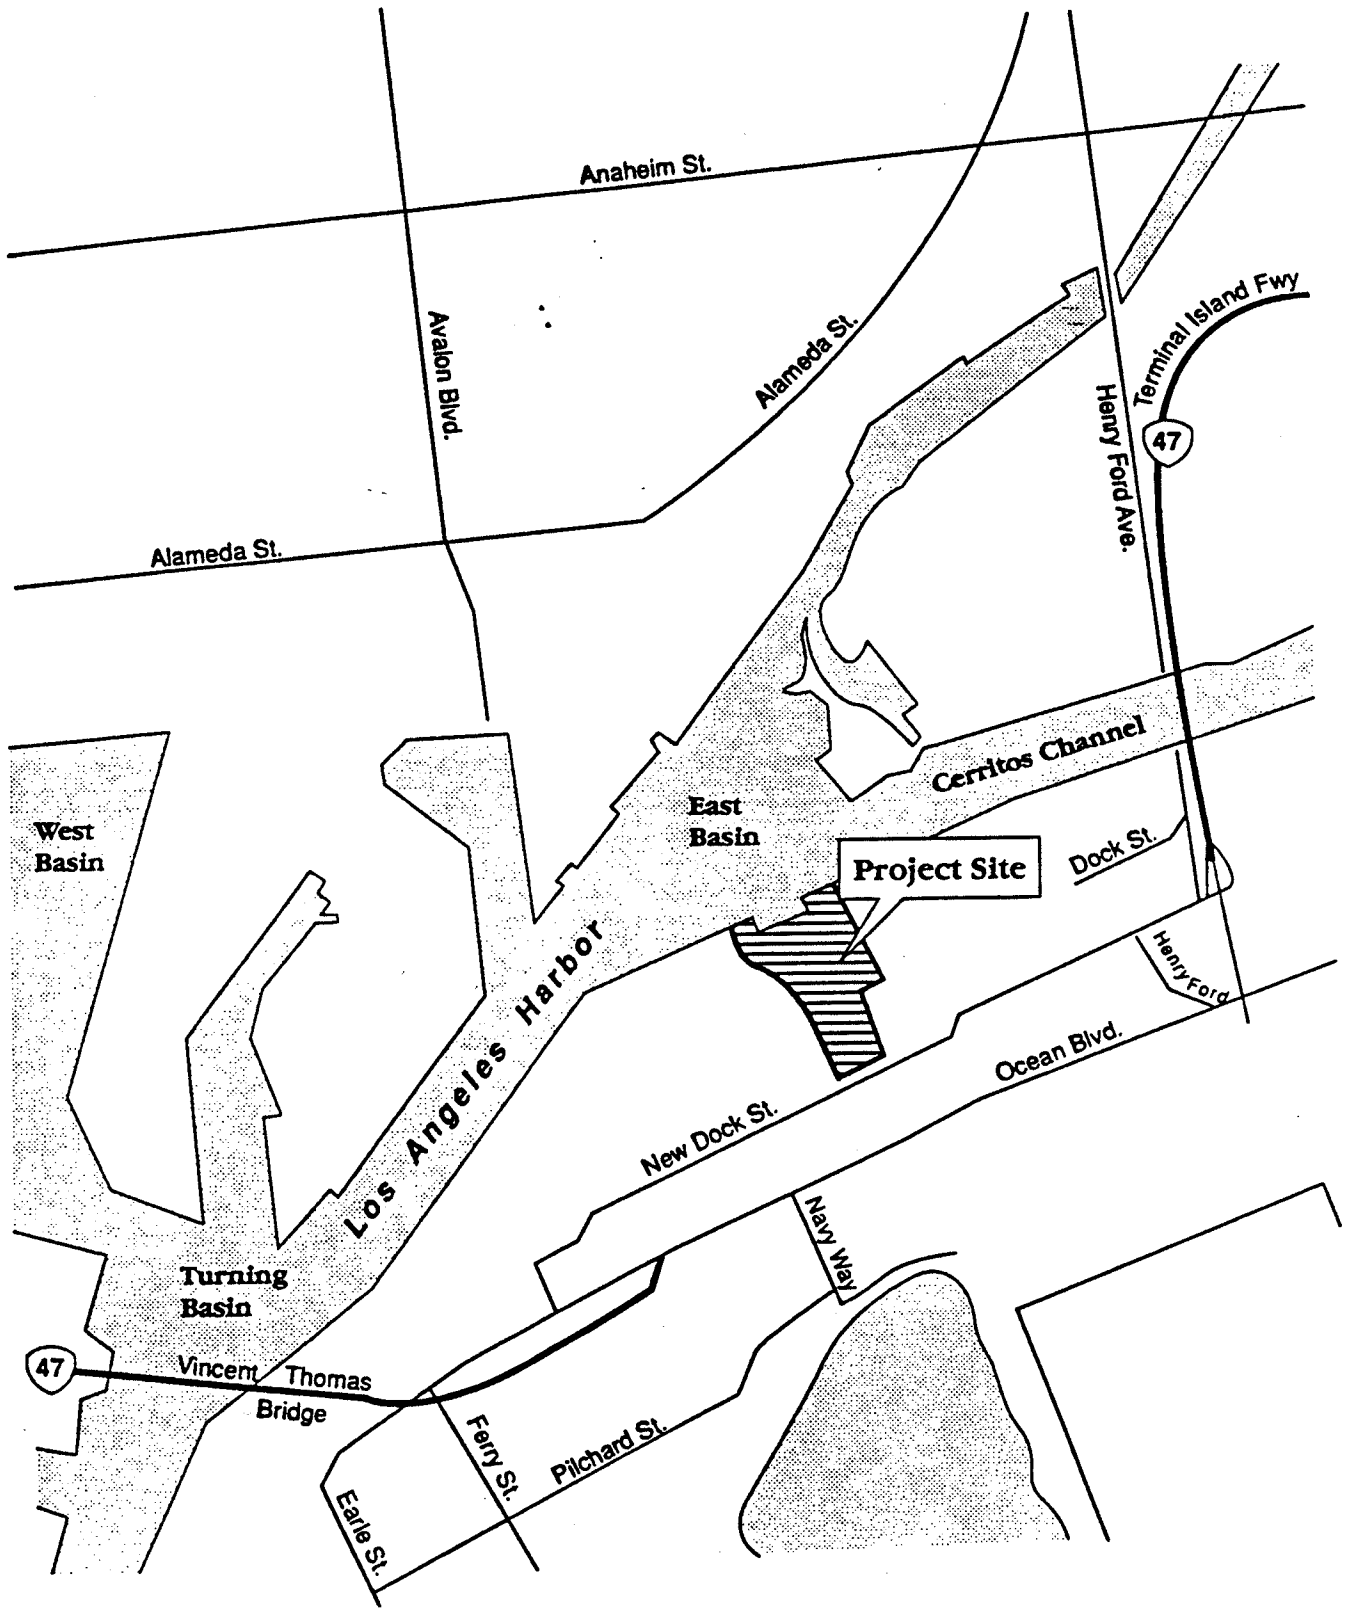 Anaheim St.
Avalon Blvd.
Alameda St.
Terminal Island Fwy
47
Henry Ford Ave.
Alameda St.
Cerritos Channel
East
Basin
West
Basin
Dock St.
Project Site
Los Angeles Harbor
Henry Ford
Ocean Blvd.
New Dock St.
Navy Way
Turning
Basin
47
Vincent Thomas
Bridge
Ferry St.
Pilchard St.
Earle St.